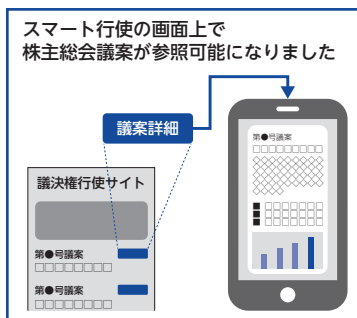 スマート行使の画面上で
株主総会議案が参照可能になりました
議案詳細
議決権行使サイト
第●号議案
□□□□□□□□
第●号議案
□□□□□□□□
第●号議案
□□□□□□□□□